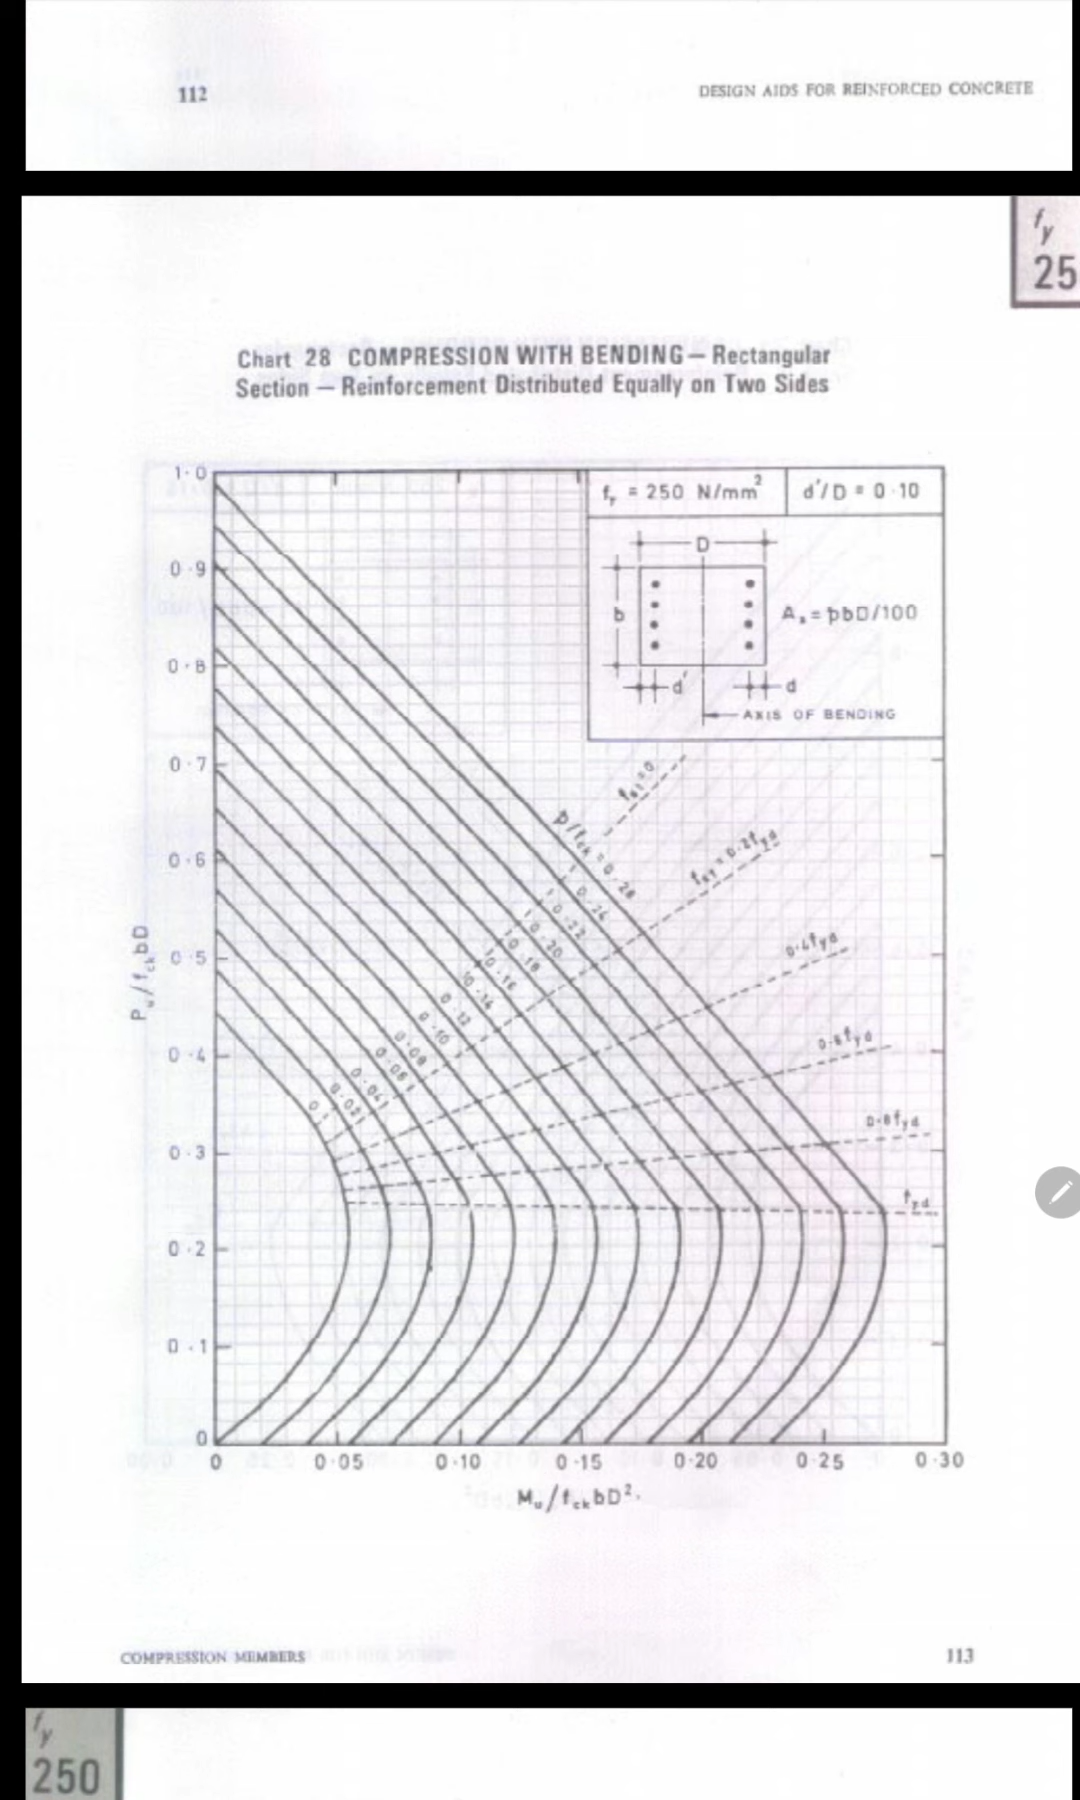 112
DESIGN AIDS FOR REINFORCED CONCRETE
fy
25
Chart 28 COMPRESSION WITH BENDING — Rectangular
Section — Reinforcement Distributed Equally on Two Sides
fy = 250 N/mm²
d'/D = 0.10
D
b
d'
d
As = pbD/100
AXIS OF BENDING
1.0
0.9
0.8
0.7
0.6
0.5
0.4
0.3
0.2
0.1
0
Pu/fck bD
fst = 0
fst = 0.2fyd
0.4fyd
0.6fyd
0.8fyd
fyd
p/fck = 0.26
0.24
0.22
0.20
0.18
0.16
0.14
0.12
0.10
0.08
0.06
0.04
0.02
0
0 0.05 0.10 0.15 0.20 0.25 0.30
Mu/fck bD².
COMPRESSION MEMBERS
113
fy
250